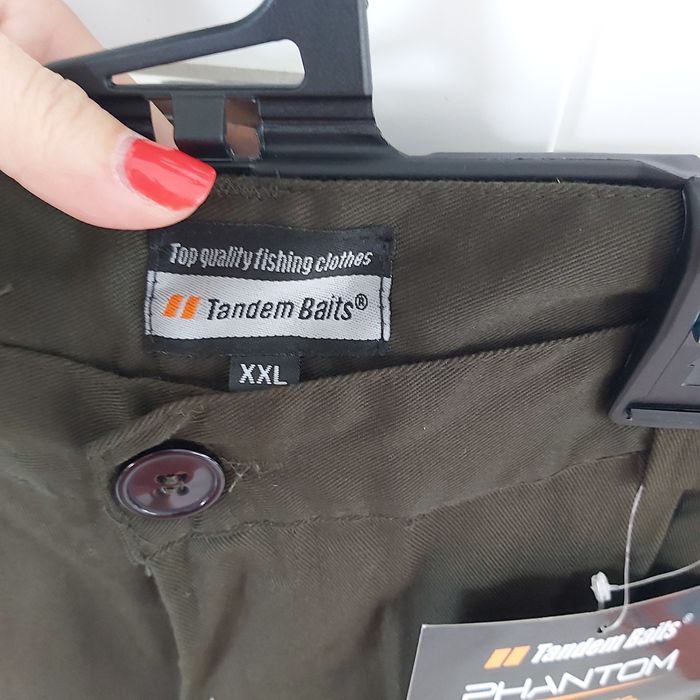 Top quality fishing clothes
Tandem Baits®
XXL
Tandem Baits®
PHANTOM